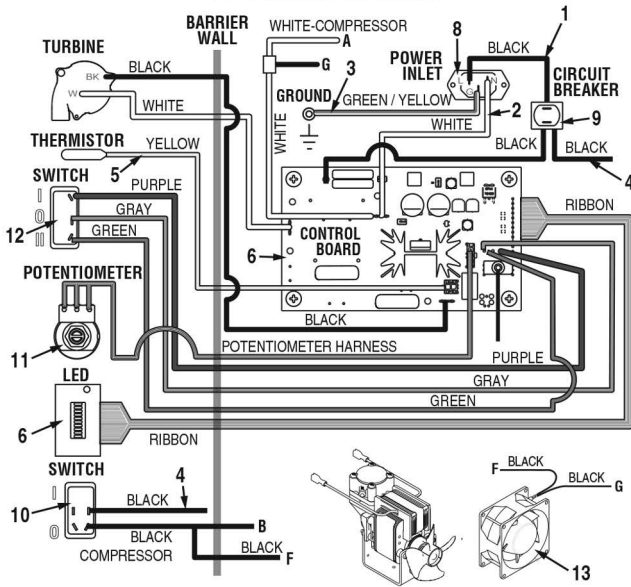 BARRIER
WALL
WHITE-COMPRESSOR
A
G
TURBINE
BK
BLACK
W
WHITE
WHITE
8
POWER
INLET
L
G
N
BLACK
1
CIRCUIT
BREAKER
9
3
GROUND
GREEN / YELLOW
WHITE
2
BLACK
BLACK
4
THERMISTOR
YELLOW
5
SWITCH
I
O
II
12
PURPLE
GRAY
GREEN
CONTROL
BOARD
6
RIBBON
POTENTIOMETER
11
BLACK
POTENTIOMETER HARNESS
PURPLE
GRAY
GREEN
LED
6
RIBBON
SWITCH
I
O
10
BLACK
4
BLACK
B
COMPRESSOR
BLACK
F
F
BLACK
BLACK
G
13